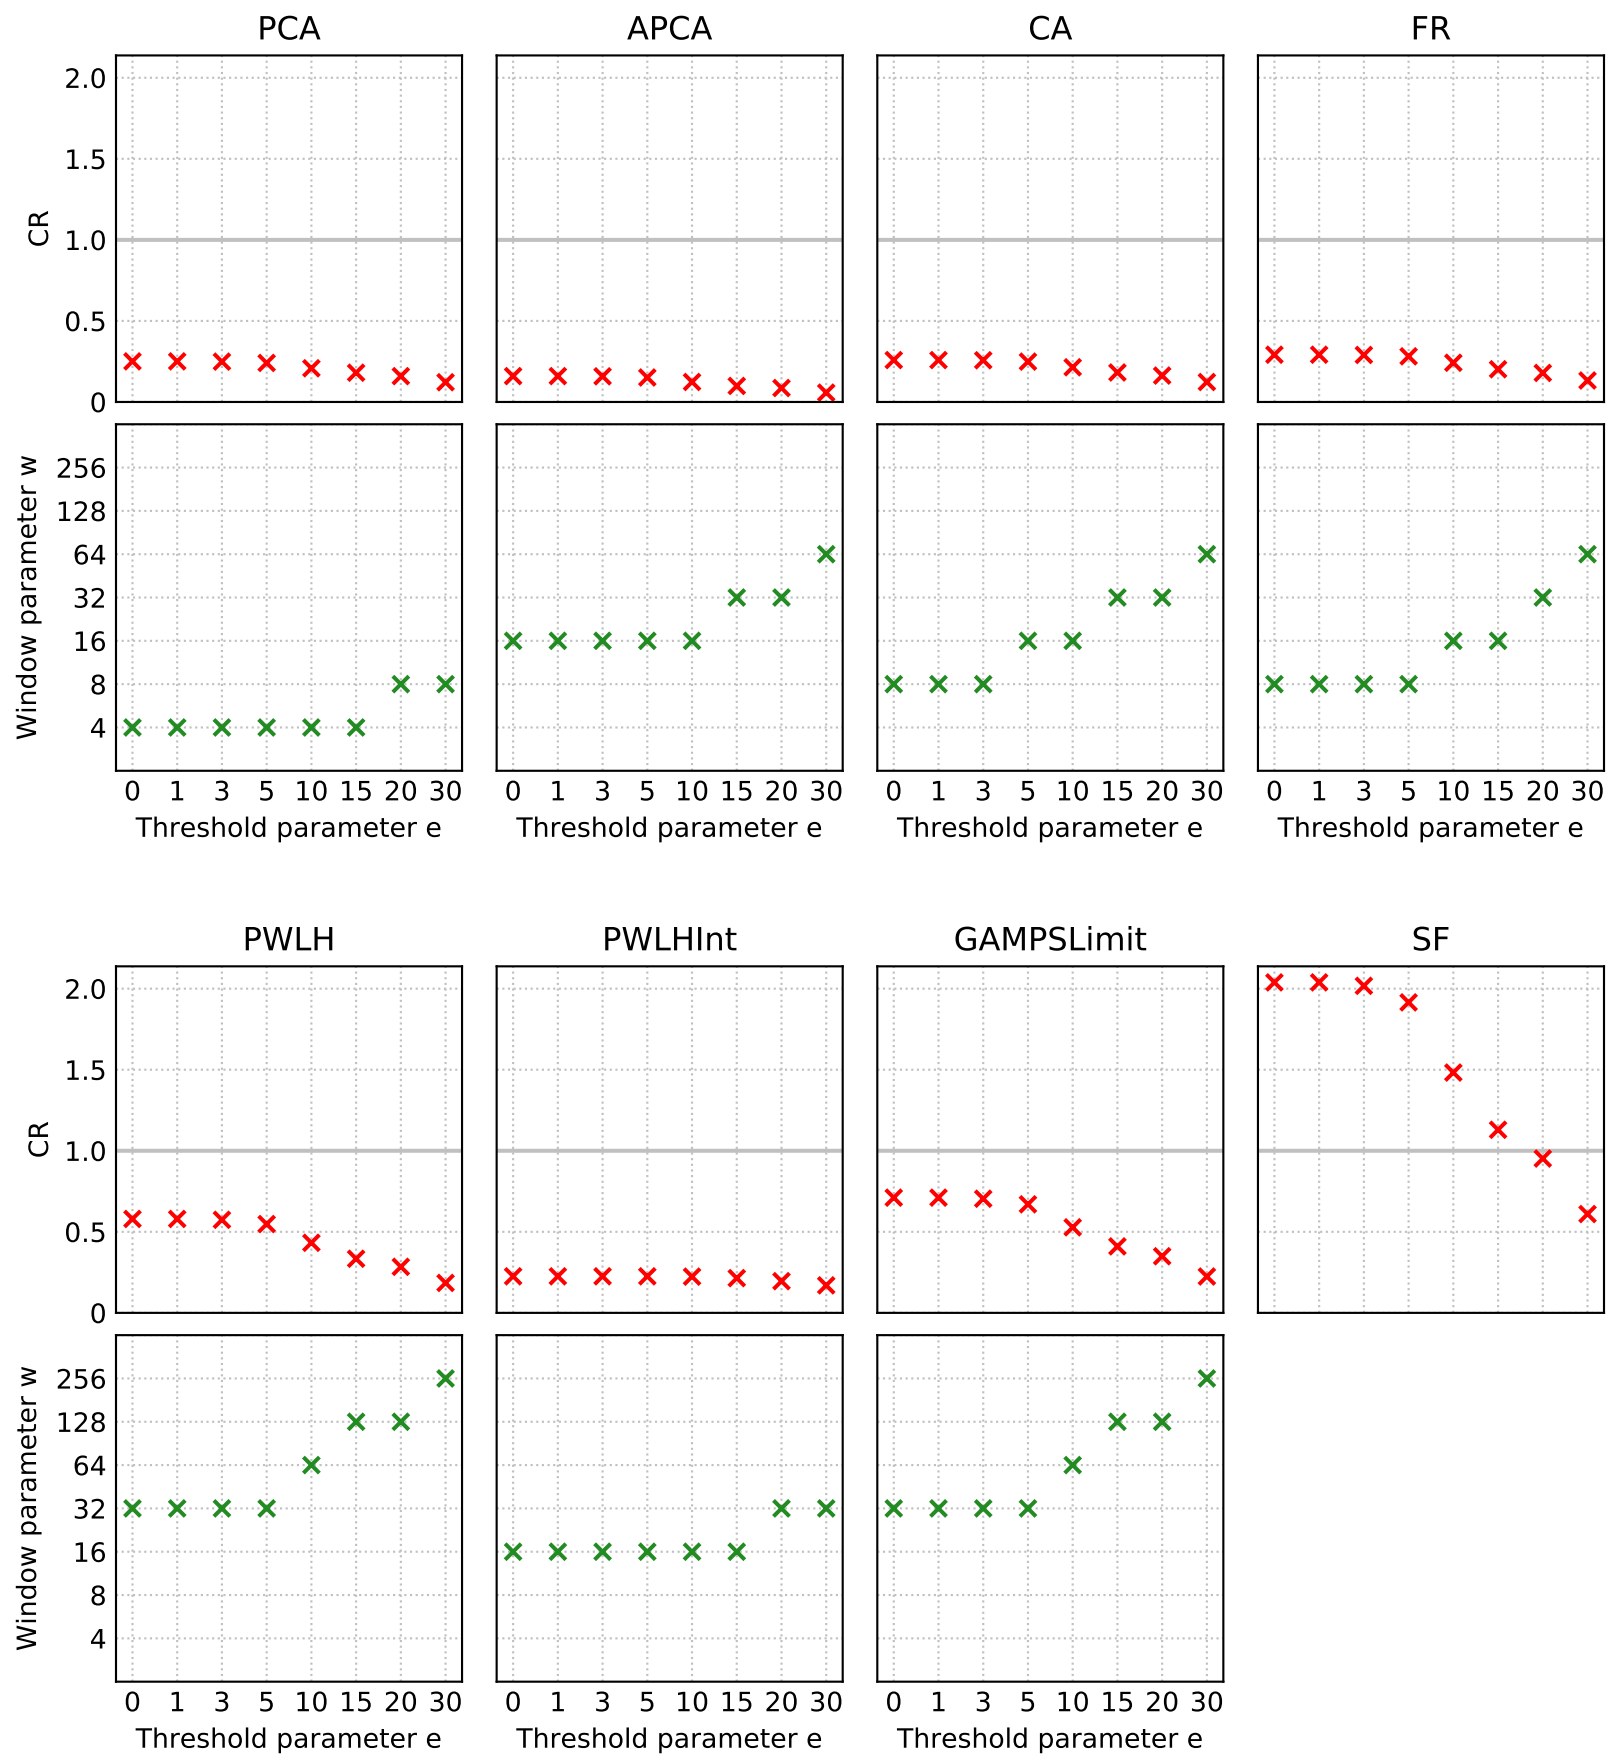 PCA APCA CA FR
CR
2.0
1.5
1.0
0.5
0
Window parameter w
256
128
64
32
16
8
4
0 1 3 5 10 15 20 30 0 1 3 5 10 15 20 30 0 1 3 5 10 15 20 30 0 1 3 5 10 15 20 30
Threshold parameter e Threshold parameter e Threshold parameter e Threshold parameter e
PWLH PWLHInt GAMPSLimit SF
CR
2.0
1.5
1.0
0.5
0
Window parameter w
256
128
64
32
16
8
4
0 1 3 5 10 15 20 30 0 1 3 5 10 15 20 30 0 1 3 5 10 15 20 30
Threshold parameter e Threshold parameter e Threshold parameter e